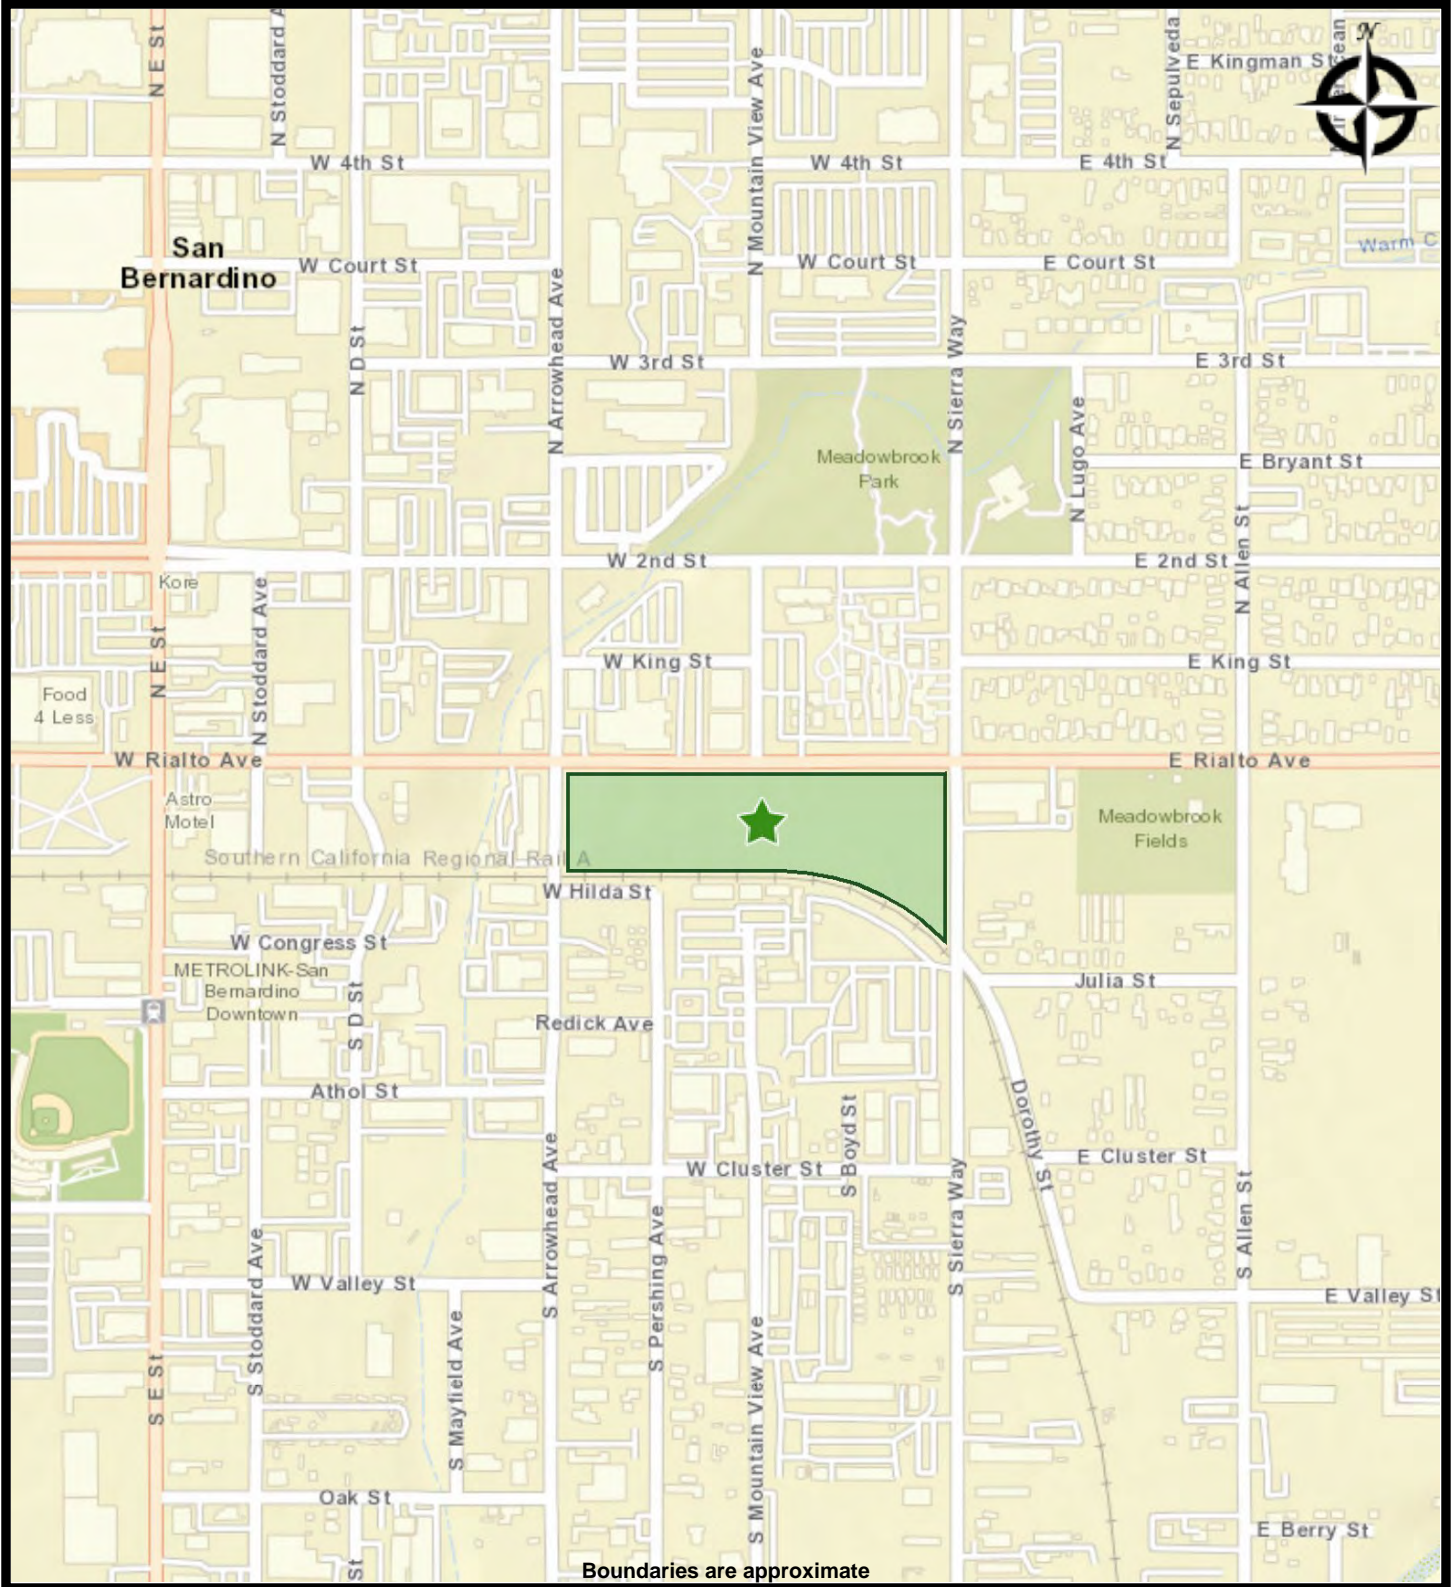 N E St
N Stoddard A
N Mountain View Ave
N Sepulveda
E Kingman St
N
W 4th St
W 4th St
E 4th St
San
Bernardino
W Court St
W Court St
E Court St
Warm C
N D St
N Arrowhead Ave
W 3rd St
N Sierra Way
E 3rd St
Meadowbrook
Park
N Lugo Ave
E Bryant St
W 2nd St
E 2nd St
N Allen St
Kore
N E St
N Stoddard Ave
W King St
E King St
Food
4 Less
W Rialto Ave
E Rialto Ave
Astro
Motel
Meadowbrook
Fields
Southern California Regional Rail A
W Hilda St
W Congress St
METROLINK-San
Bernardino
Downtown
S D St
Redick Ave
Julia St
Athol St
Dorothy St
S Boyd St
W Cluster St
E Cluster St
S Arrowhead Ave
S Pershing Ave
S Sierra Way
S Allen St
S Stoddard Ave
W Valley St
E Valley St
S E St
S Mayfield Ave
S Mountain View Ave
Oak St
E Berry St
St
Boundaries are approximate